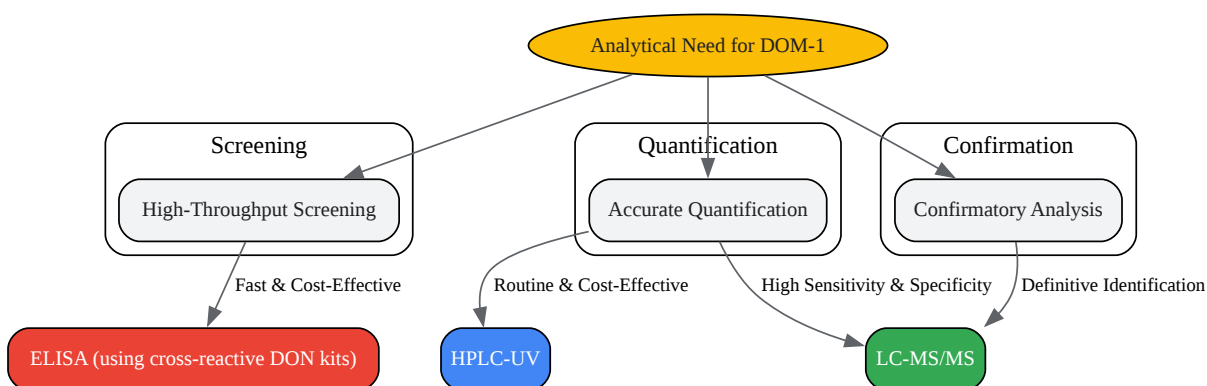 Analytical Need for DOM-1
Screening
Quantification
Confirmation
High-Throughput Screening
Accurate Quantification
Confirmatory Analysis
Fast & Cost-Effective
Routine & Cost-Effective
High Sensitivity & Specificity
Definitive Identification
ELISA (using cross-reactive DON kits)
HPLC-UV
LC-MS/MS